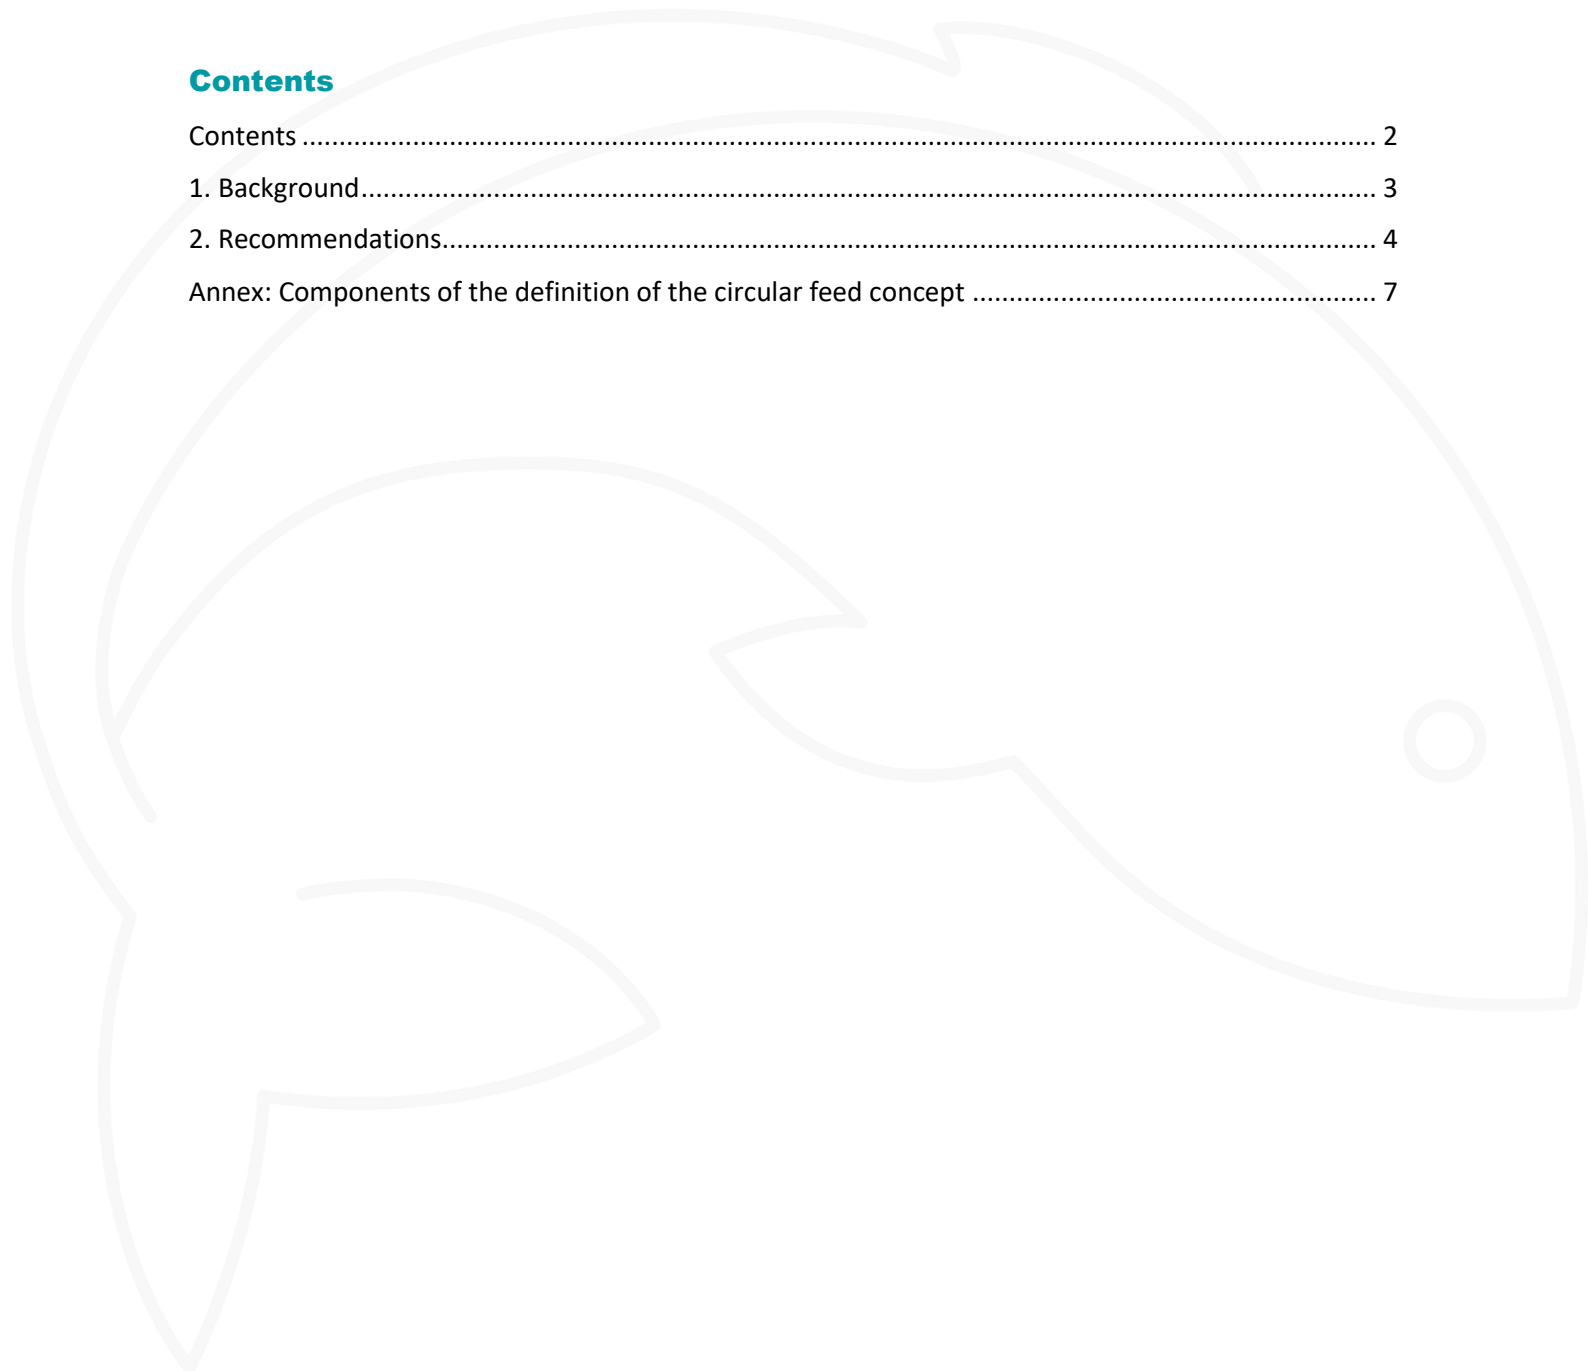 Contents
Contents ........................................................................................................................................................ 2
1. Background................................................................................................................................................ 3
2. Recommendations..................................................................................................................................... 4
Annex: Components of the definition of the circular feed concept ......................................................... 7